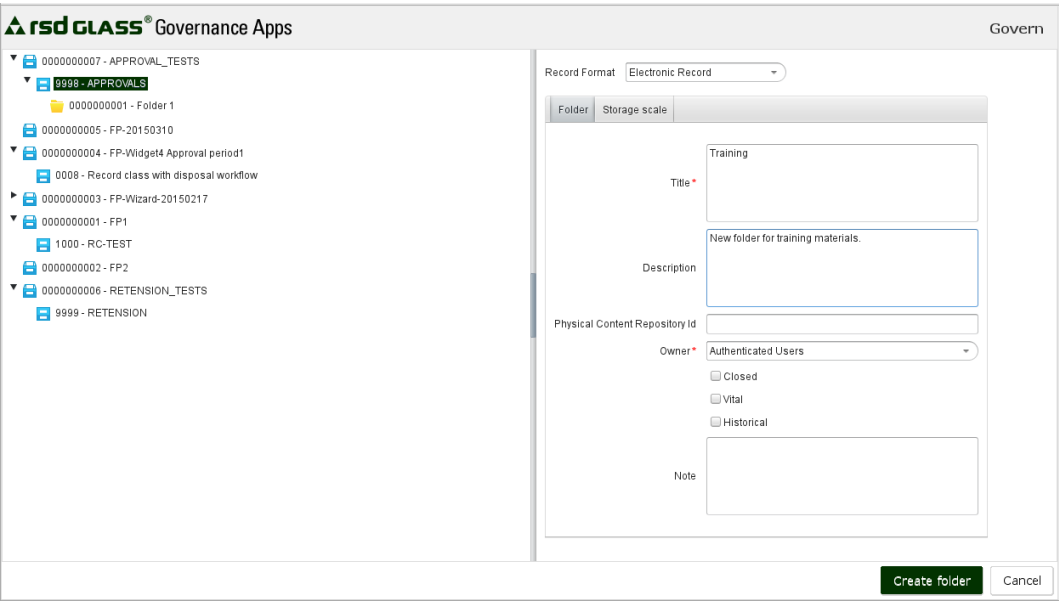 rsd GLASS® Governance Apps
Govern
0000000007 - APPROVAL_TESTS
9998 - APPROVALS
0000000001 - Folder 1
0000000005 - FP-20150310
0000000004 - FP-Widget4 Approval period1
0008 - Record class with disposal workflow
0000000003 - FP-Wizard-20150217
0000000001 - FP1
1000 - RC-TEST
0000000002 - FP2
0000000006 - RETENSION_TESTS
9999 - RETENSION
Record Format Electronic Record
Folder Storage scale
Title* Training
Description New folder for training materials.
Physical Content Repository Id
Owner* Authenticated Users
Closed
Vital
Historical
Note
Create folder Cancel